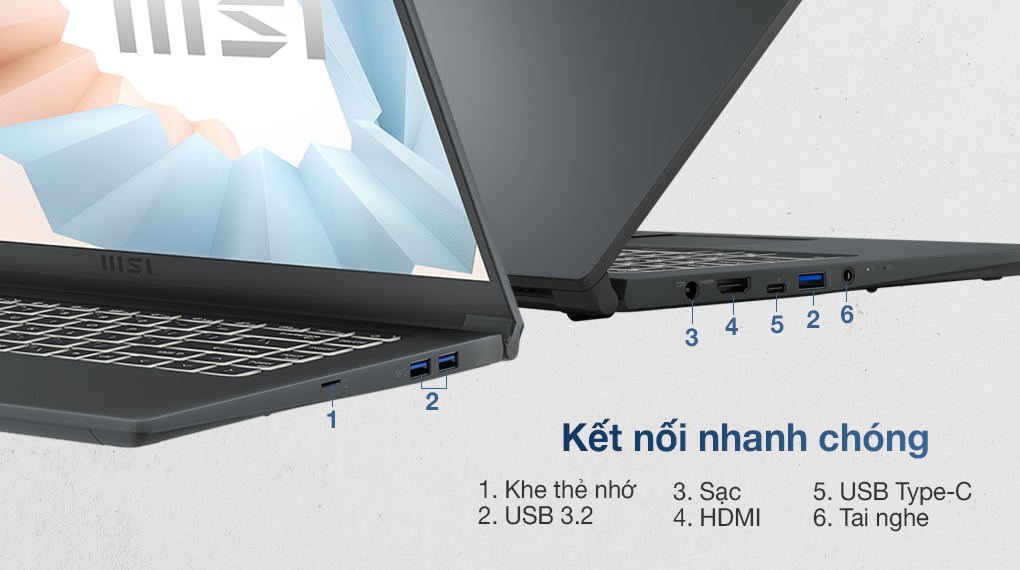 msi
msi
HDMI
1
2
3
4
5
2
6
Kết nối nhanh chóng
1. Khe thẻ nhớ
2. USB 3.2
3. Sạc
4. HDMI
5. USB Type-C
6. Tai nghe